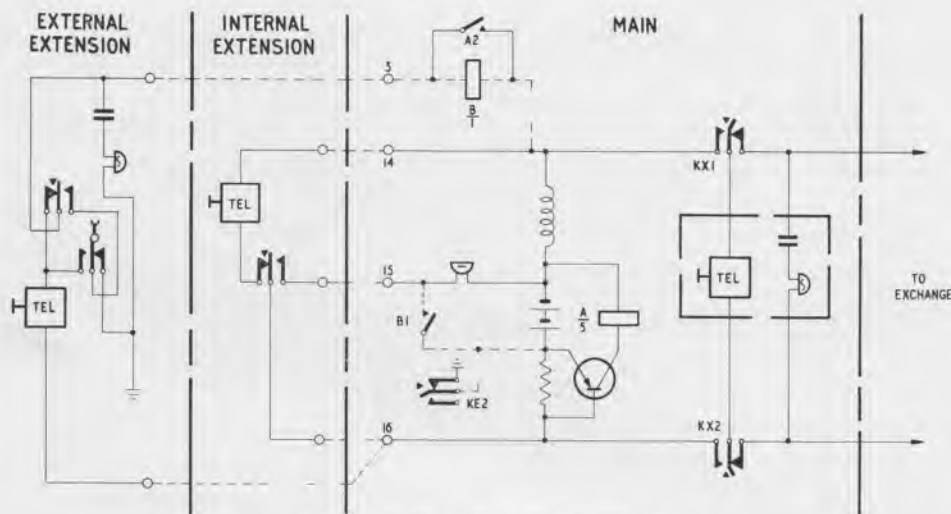 EXTERNAL
EXTENSION
INTERNAL
EXTENSION
MAIN
A2
3
B
1
14
KX1
TEL
15
TEL
TO
EXCHANGE
A
5
B1
TEL
KE2
16
KX2